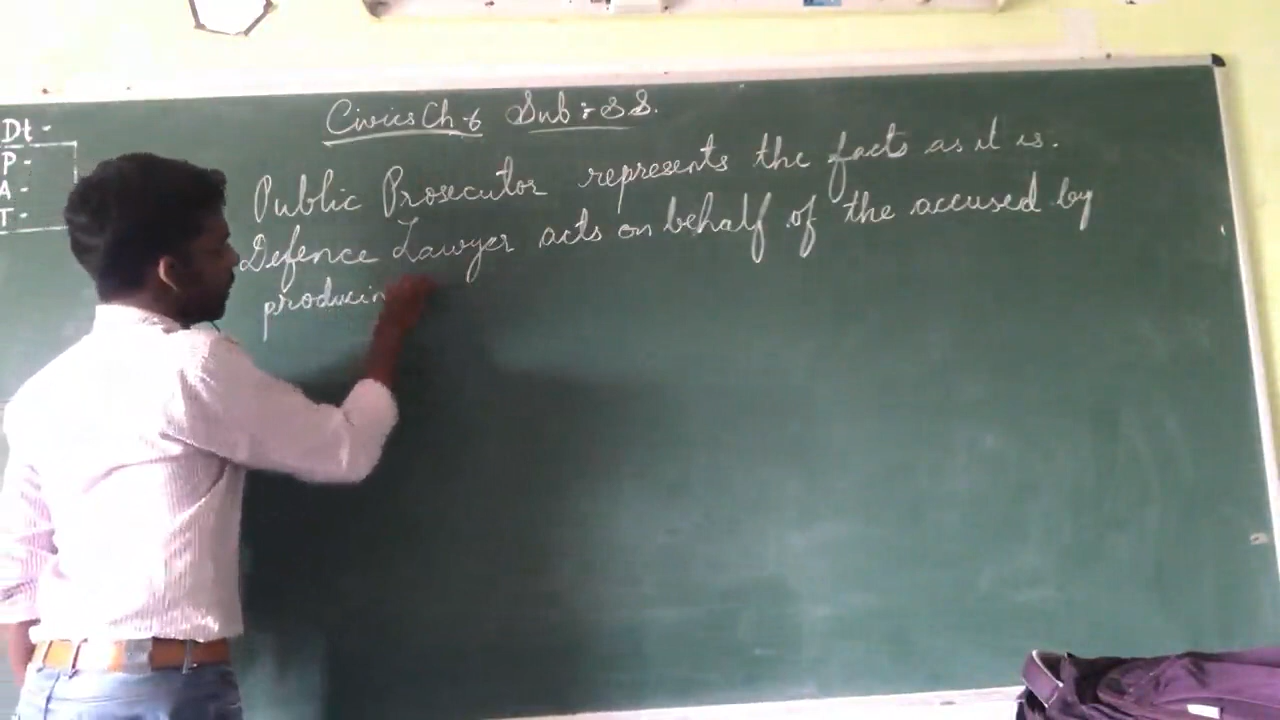 Dt -
P -
A -
T -
Civics Ch-6 Sub : S S.
Public Prosecutor represents the facts as it is.
Defence Lawyer acts on behalf of the accused by
producin